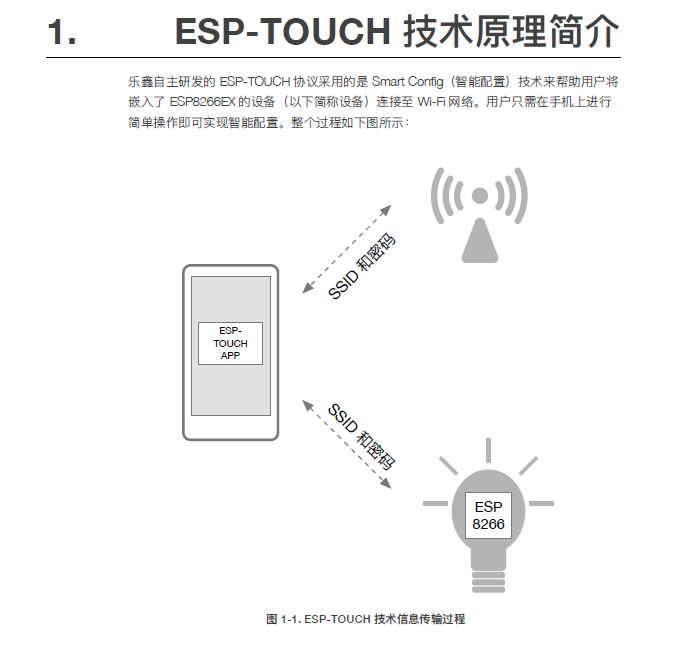 1. ESP-TOUCH 技术原理简介
乐鑫自主研发的 ESP-TOUCH 协议采用的是 Smart Config（智能配置）技术来帮助用户将
嵌入了 ESP8266EX 的设备（以下简称设备）连接至 Wi-Fi 网络。用户只需在手机上进行
简单操作即可实现智能配置。整个过程如下图所示：
SSID 和密码
ESP-
TOUCH
APP
SSID 和密码
ESP
8266
图 1-1. ESP-TOUCH 技术信息传输过程